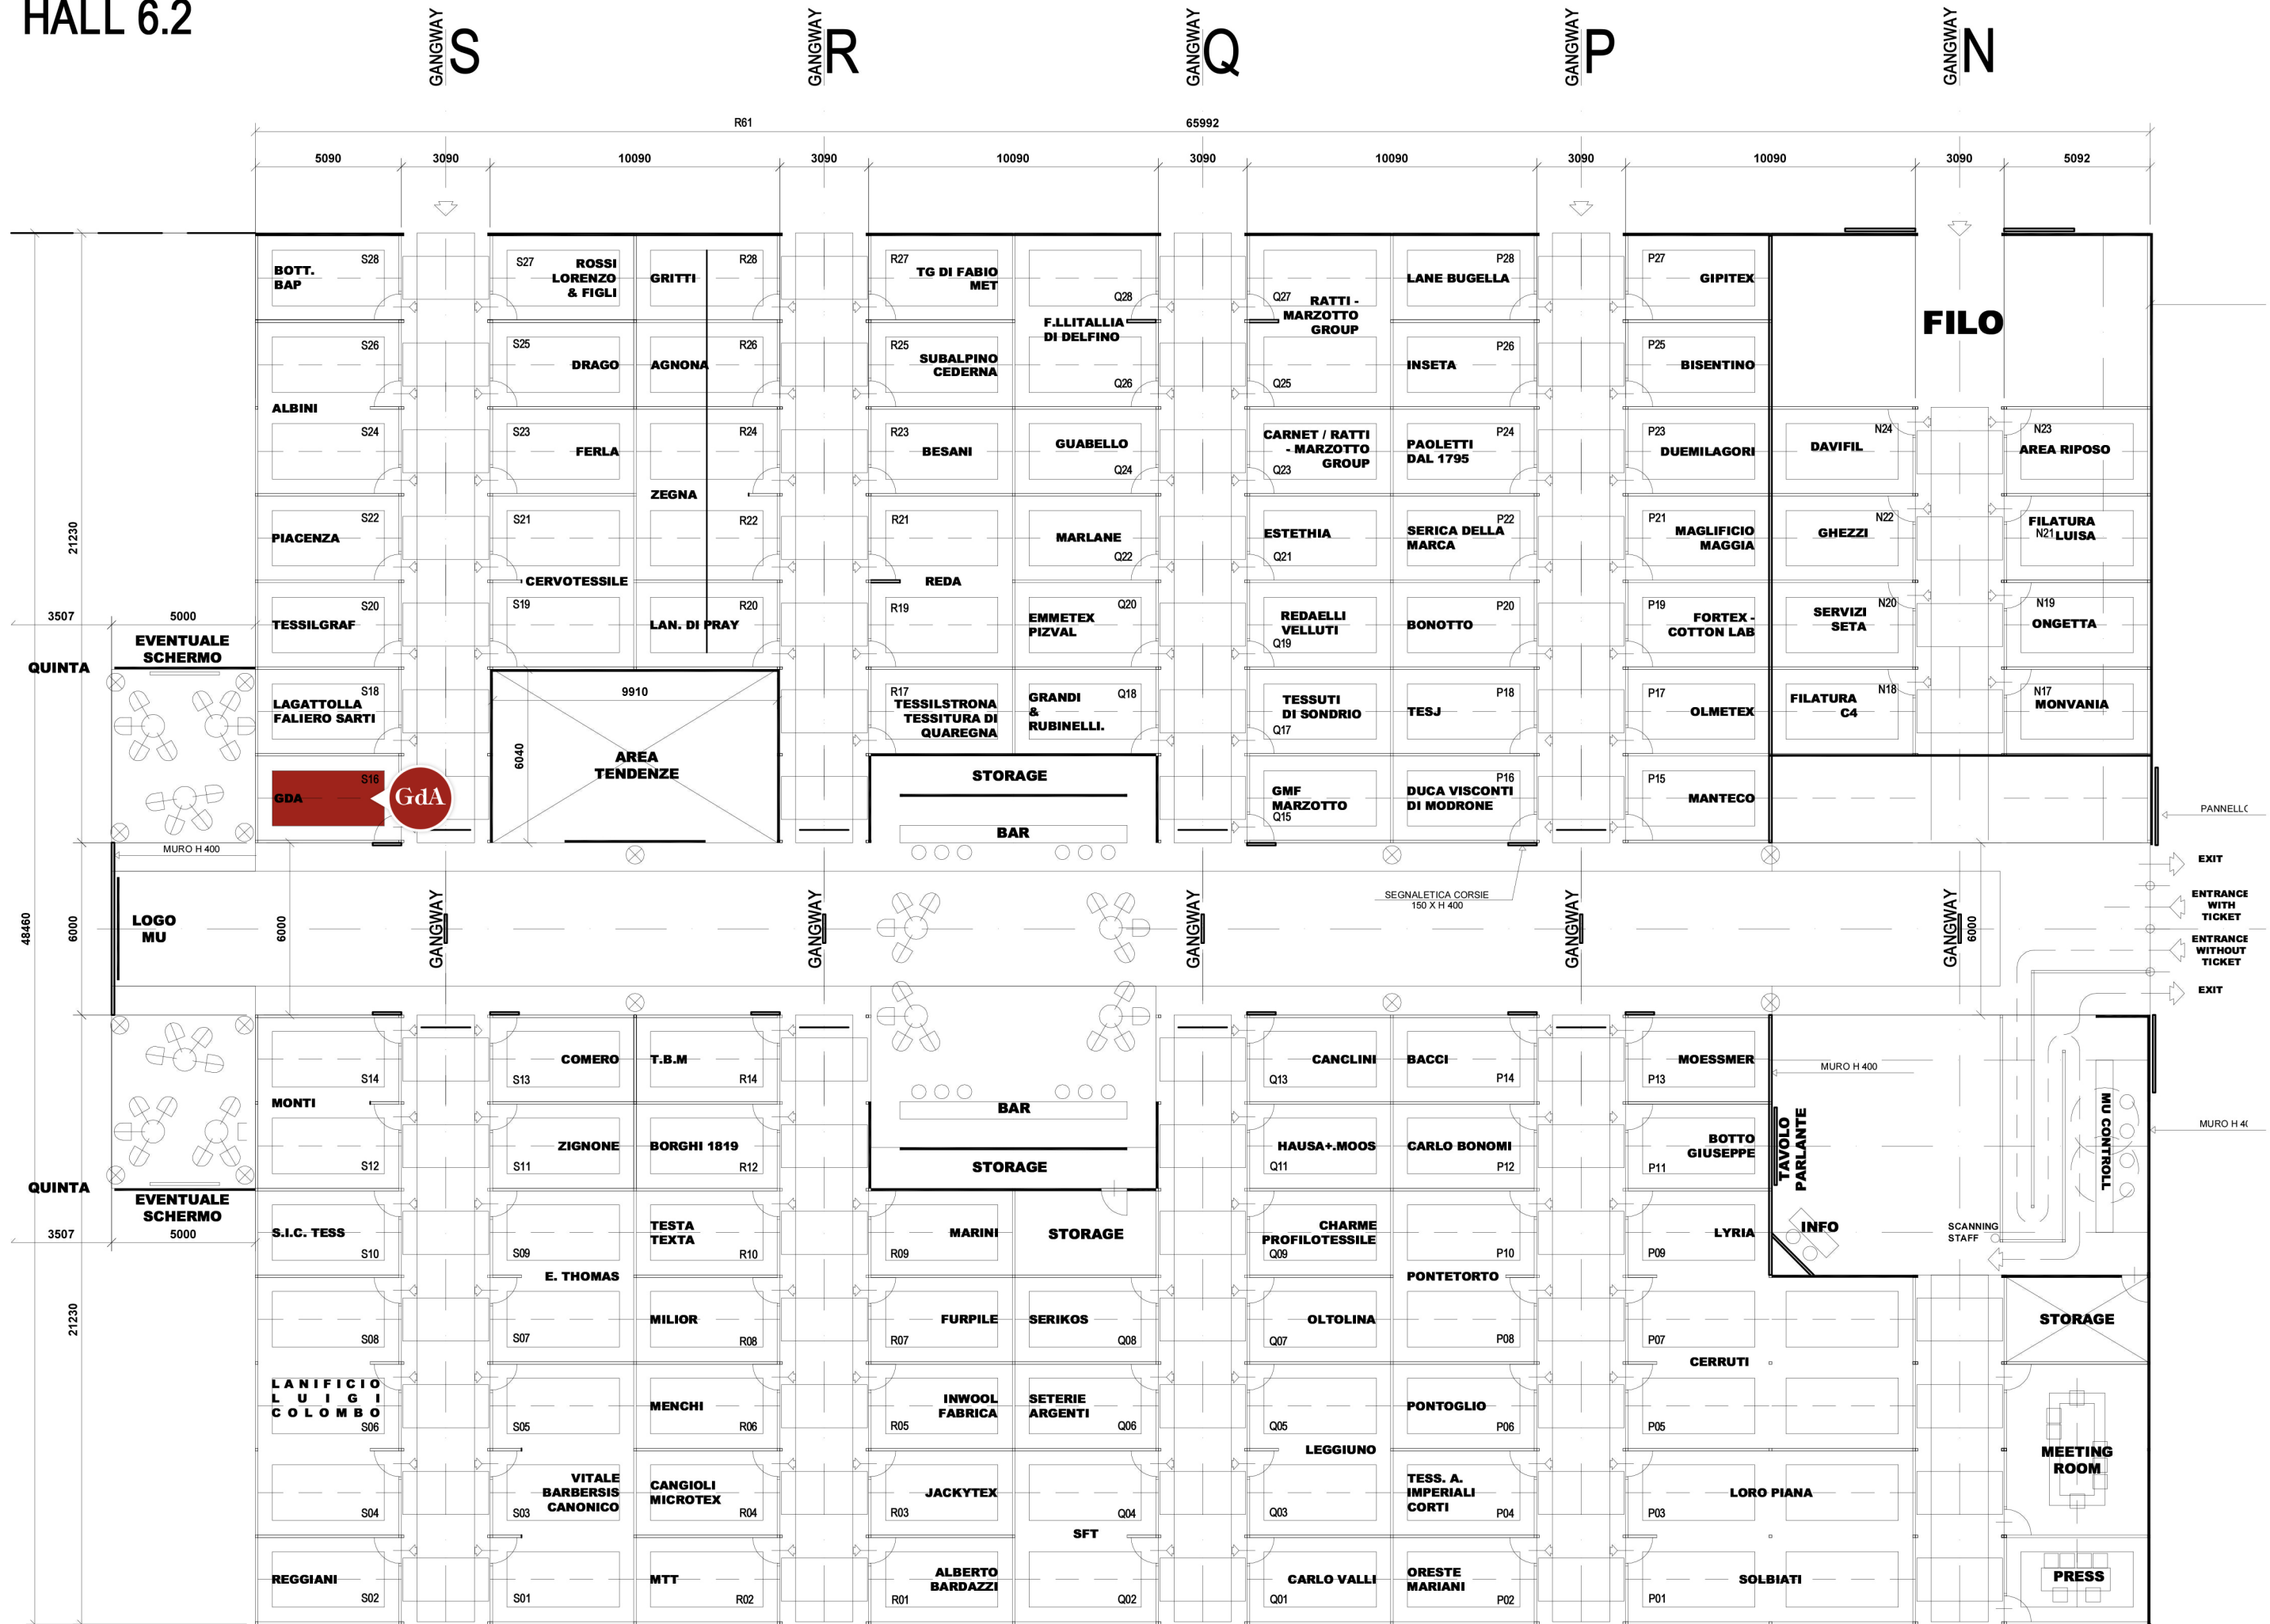 HALL 6.2
GANGWAY S
GANGWAY R
GANGWAY Q
GANGWAY P
GANGWAY N
R61
65992
5090
3090
10090
3090
10090
3090
10090
3090
10090
3090
5092
BOTT.
BAP
S28
S27
ROSSI
LORENZO
& FIGLI
GRITTI
R28
R27
TG DI FABIO
MET
Q28
F.LLITALLIA
DI DELFINO
Q27
RATTI -
MARZOTTO
GROUP
LANE BUGELLA
P28
P27
GIPITEX
FILO
S26
ALBINI
S25
DRAGO
AGNONA
R26
R25
SUBALPINO
CEDERNA
Q26
Q25
INSETA
P26
P25
BISENTINO
S24
S23
FERLA
R24
ZEGNA
R23
BESANI
GUABELLO
Q24
CARNET / RATTI
- MARZOTTO
GROUP
Q23
PAOLETTI
DAL 1795
P24
P23
DUEMILAGORI
DAVIFIL
N24
N23
AREA RIPOSO
PIACENZA
S22
S21
CERVOTESSILE
R22
R21
REDA
MARLANE
Q22
ESTETHIA
Q21
SERICA DELLA
MARCA
P22
P21
MAGLIFICIO
MAGGIA
GHEZZI
N22
FILATURA
N21 LUISA
21230
TESSILGRAF
S20
S19
LAN. DI PRAY
R20
R19
EMMETEX
PIZVAL
Q20
REDAELLI
VELLUTI
Q19
BONOTTO
P20
P19
FORTEX -
COTTON LAB
SERVIZI
SETA
N20
N19
ONGETTA
3507
5000
EVENTUALE
SCHERMO
QUINTA
LAGATTOLLA
FALIERO SARTI
S18
9910
6040
AREA
TENDENZE
R17
TESSILSTRONA
TESSITURA DI
QUAREGNA
GRANDI
&
RUBINELLI.
Q18
TESSUTI
DI SONDRIO
Q17
TESJ
P18
P17
OLMETEX
FILATURA
C4
N18
N17
MONVANIA
GDA
S16
GdA
STORAGE
BAR
GMF
MARZOTTO
Q15
DUCA VISCONTI
DI MODRONE
P16
P15
MANTECO
PANNELLO
MURO H 400
LOGO
MU
48460
6000
6000
GANGWAY
GANGWAY
GANGWAY
GANGWAY
GANGWAY
SEGNALETICA CORSIE
150 X H 400
6000
EXIT
ENTRANCE
WITH
TICKET
ENTRANCE
WITHOUT
TICKET
EXIT
S14
MONTI
COMERO
S13
T.B.M
R14
BAR
STORAGE
CANCLINI
Q13
BACCI
P14
MOESSMER
P13
MURO H 400
TAVOLO
PARLANTE
MU CONTROLL
MURO H 40
S12
ZIGNONE
S11
BORGHI 1819
R12
HAUSA+.MOOS
Q11
CARLO BONOMI
P12
BOTTO
GIUSEPPE
P11
QUINTA
EVENTUALE
SCHERMO
3507
5000
S.I.C. TESS
S10
S09
E. THOMAS
TESTA
TEXTA
R10
MARINI
R09
STORAGE
CHARME
PROFILOTESSILE
Q09
P10
PONTETORTO
LYRIA
P09
INFO
SCANNING
STAFF
21230
S08
S07
MILIOR
R08
FURPILE
R07
SERIKOS
Q08
OLTOLINA
Q07
P08
P07
CERRUTI
STORAGE
LANIFICIO
LUIGI
COLOMBO
S06
S05
MENCHI
R06
INWOOL
FABRICA
R05
SETERIE
ARGENTI
Q06
Q05
LEGGIUNO
PONTOGLIO
P06
P05
MEETING
ROOM
S04
VITALE
BARBERSIS
CANONICO
S03
CANGIOLI
MICROTEX
R04
JACKYTEX
R03
Q04
SFT
Q03
TESS. A.
IMPERIALI
CORTI
P04
P03
LORO PIANA
REGGIANI
S02
S01
MTT
R02
ALBERTO
BARDAZZI
R01
Q02
CARLO VALLI
Q01
ORESTE
MARIANI
P02
P01
SOLBIATI
PRESS